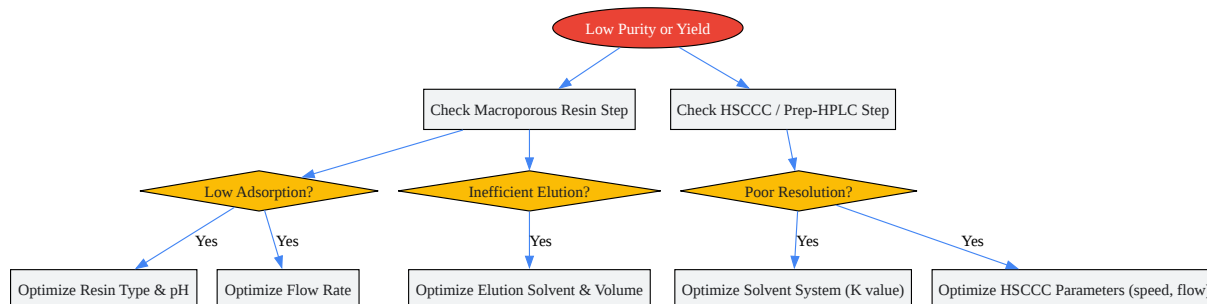 Low Purity or Yield
Check Macroporous Resin Step
Check HSCCC / Prep-HPLC Step
Low Adsorption?
Inefficient Elution?
Poor Resolution?
Yes
Yes
Yes
Yes
Yes
Optimize Resin Type & pH
Optimize Flow Rate
Optimize Elution Solvent & Volume
Optimize Solvent System (K value)
Optimize HSCCC Parameters (speed, flow)